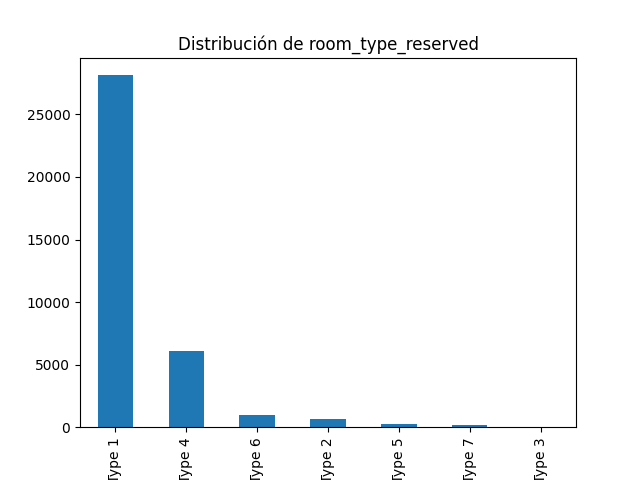 Distribución de room_type_reserved
25000
20000
15000
10000
5000
0
Type 1
Type 4
Type 6
Type 2
Type 5
Type 7
Type 3